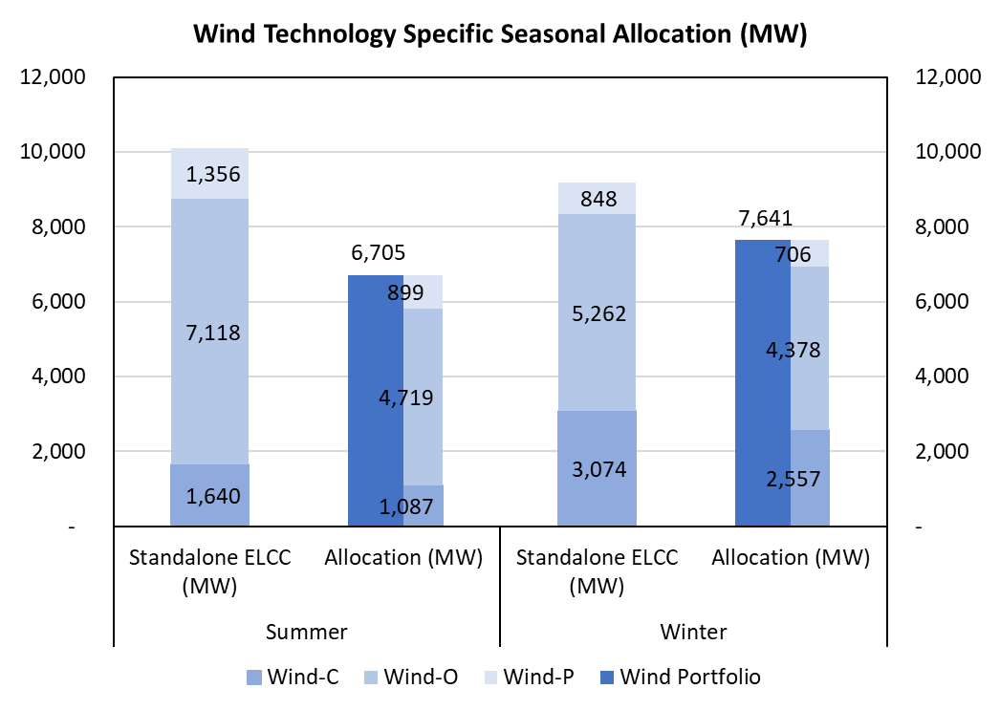 Wind Technology Specific Seasonal Allocation (MW)
12,000
12,000
10,000
1,356
848
10,000
8,000
6,705
7,641
8,000
899
706
6,000
7,118
5,262
6,000
4,000
4,719
4,378
4,000
2,000
1,640
1,087
3,074
2,557
2,000
-
-
Standalone ELCC
(MW)
Allocation (MW)
Standalone ELCC
(MW)
Allocation (MW)
Summer
Winter
Wind-C
Wind-O
Wind-P
Wind Portfolio